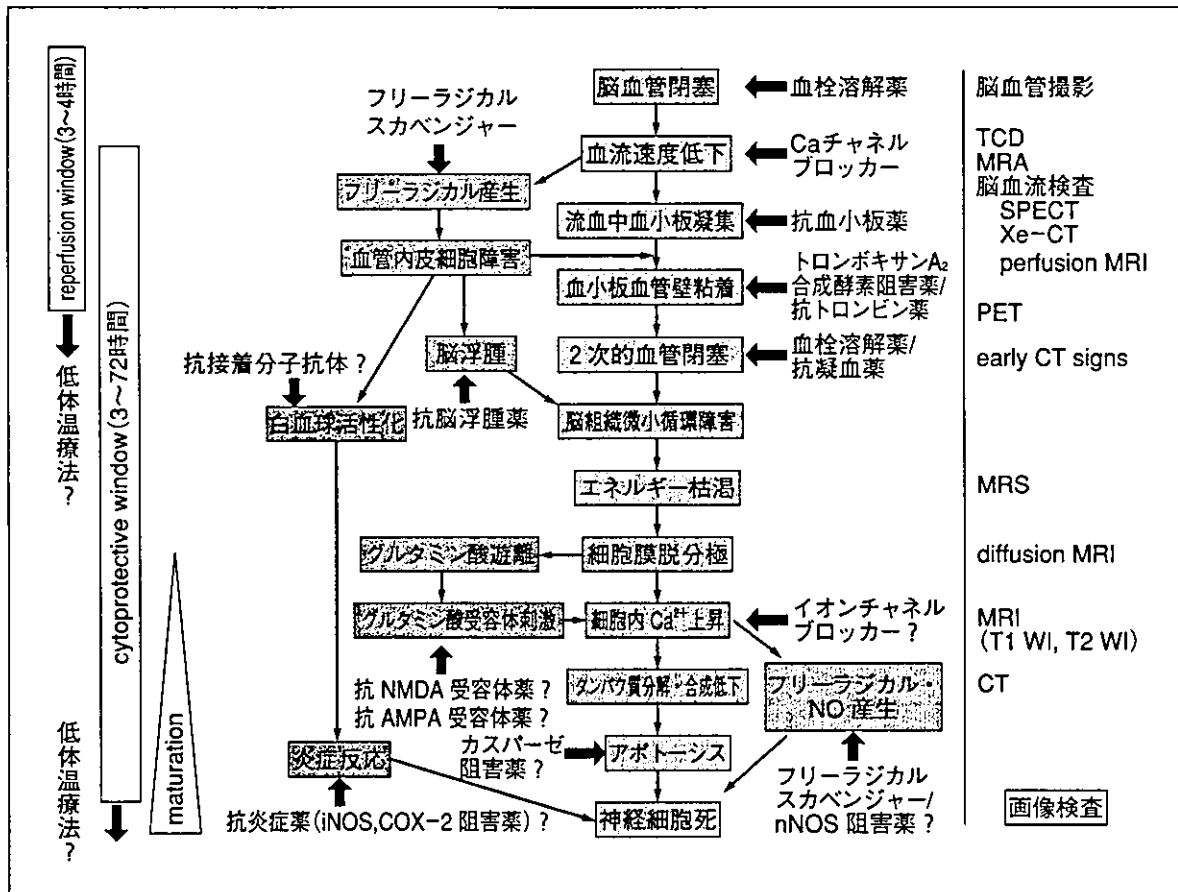 reperfusion window(3〜4時間)
低体温療法?
cytoprotective window(3〜72時間)
低体温療法?
maturation
脳血管閉塞
血栓溶解薬
フリーラジカル
スカベンジャー
血流速度低下
Caチャネル
ブロッカー
フリーラジカル産生
流血中血小板凝集
抗血小板薬
血管内皮細胞障害
血小板血管壁粘着
トロンボキサンA₂
合成酵素阻害薬/
抗トロンビン薬
脳浮腫
2次的血管閉塞
血栓溶解薬/
抗凝血薬
抗接着分子抗体?
白血球活性化
抗脳浮腫薬
脳組織微小循環障害
エネルギー枯渇
グルタミン酸遊離
細胞膜脱分極
グルタミン酸受容体刺激
細胞内Ca⁺⁺上昇
イオンチャネル
ブロッカー?
抗NMDA受容体薬?
抗AMPA受容体薬?
タンパク質分解・合成低下
フリーラジカル・
NO産生
カスパーゼ
阻害薬?
アポトーシス
炎症反応
抗炎症薬(iNOS,COX-2阻害薬)?
神経細胞死
フリーラジカル
スカベンジャー/
nNOS阻害薬?
脳血管撮影
TCD
MRA
脳血流検査
SPECT
Xe-CT
perfusion MRI
PET
early CT signs
MRS
diffusion MRI
MRI
(T1 WI, T2 WI)
CT
画像検査